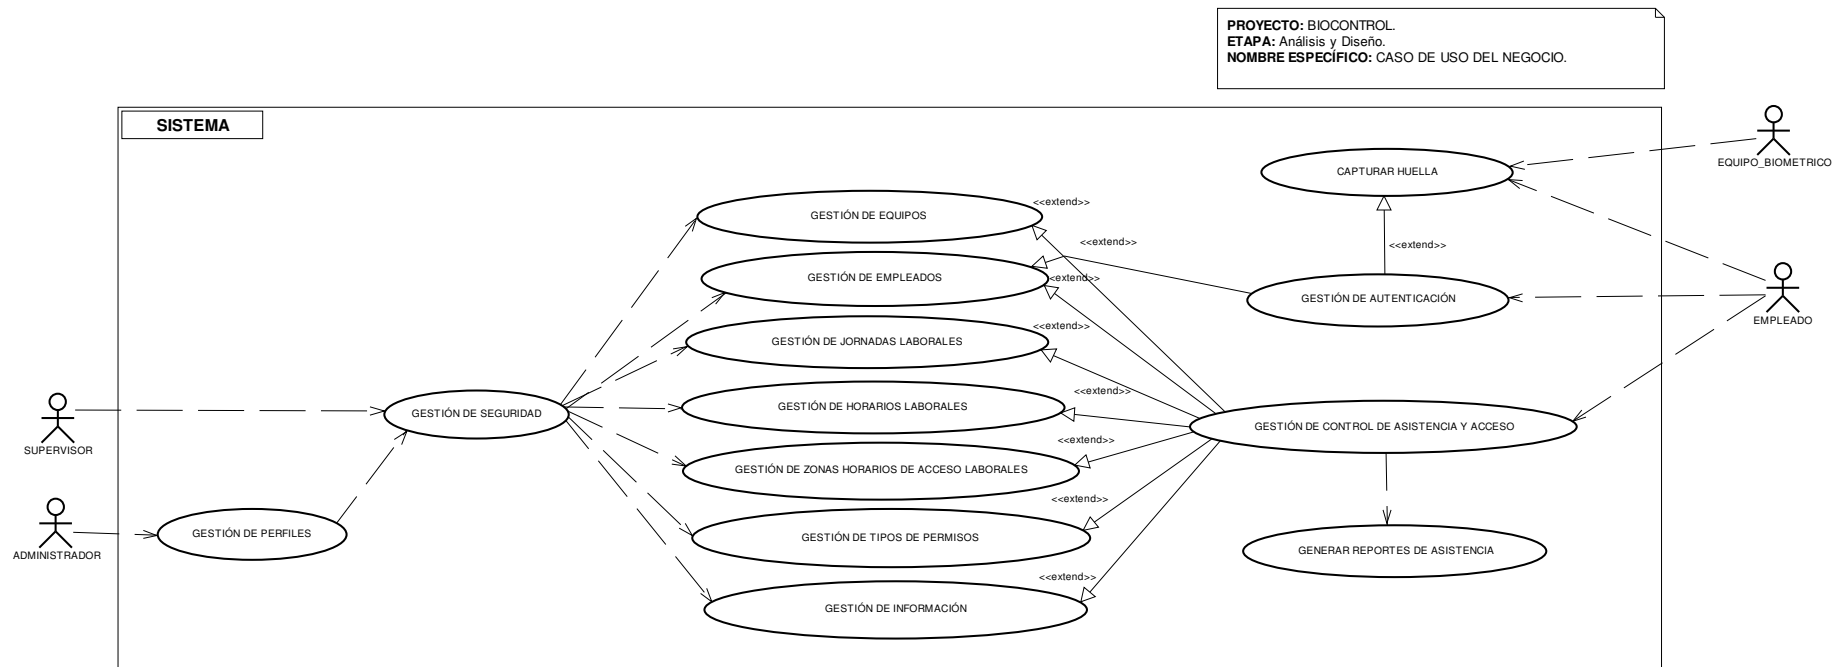 PROYECTO: BIOCONTROL.
ETAPA: Análisis y Diseño.
NOMBRE ESPECÍFICO: CASO DE USO DEL NEGOCIO.
SISTEMA
EQUIPO_BIOMETRICO
CAPTURAR HUELLA
<<extend>>
GESTIÓN DE EQUIPOS
<<extend>>
<<extend>>
GESTIÓN DE EMPLEADOS
<<extend>>
GESTIÓN DE AUTENTICACIÓN
EMPLEADO
<<extend>>
GESTIÓN DE JORNADAS LABORALES
<<extend>>
GESTIÓN DE HORARIOS LABORALES
GESTIÓN DE SEGURIDAD
GESTIÓN DE CONTROL DE ASISTENCIA Y ACCESO
<<extend>>
SUPERVISOR
GESTIÓN DE ZONAS HORARIOS DE ACCESO LABORALES
<<extend>>
GESTIÓN DE PERFILES
GESTIÓN DE TIPOS DE PERMISOS
GENERAR REPORTES DE ASISTENCIA
ADMINISTRADOR
<<extend>>
GESTIÓN DE INFORMACIÓN